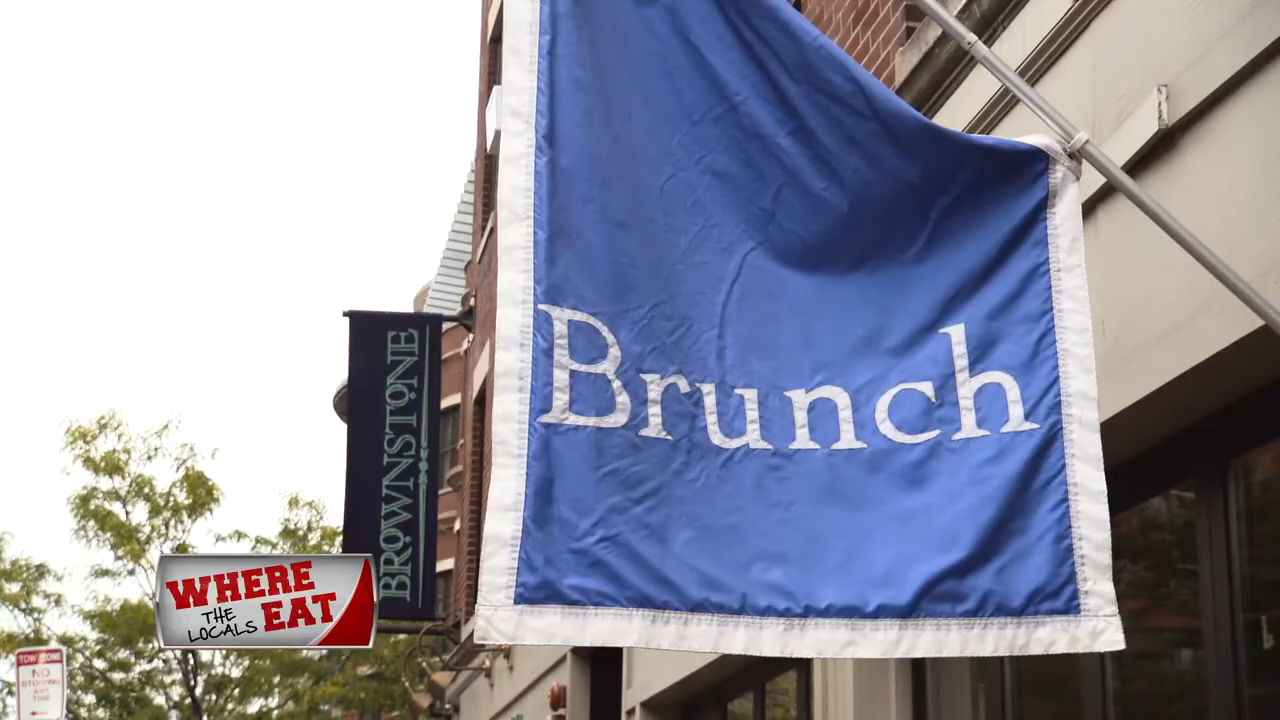 Brunch
BROWNSTONE
WHERE
THE
LOCALS
EAT
TOW ZONE
NO
STOPPING
ANY
TIME